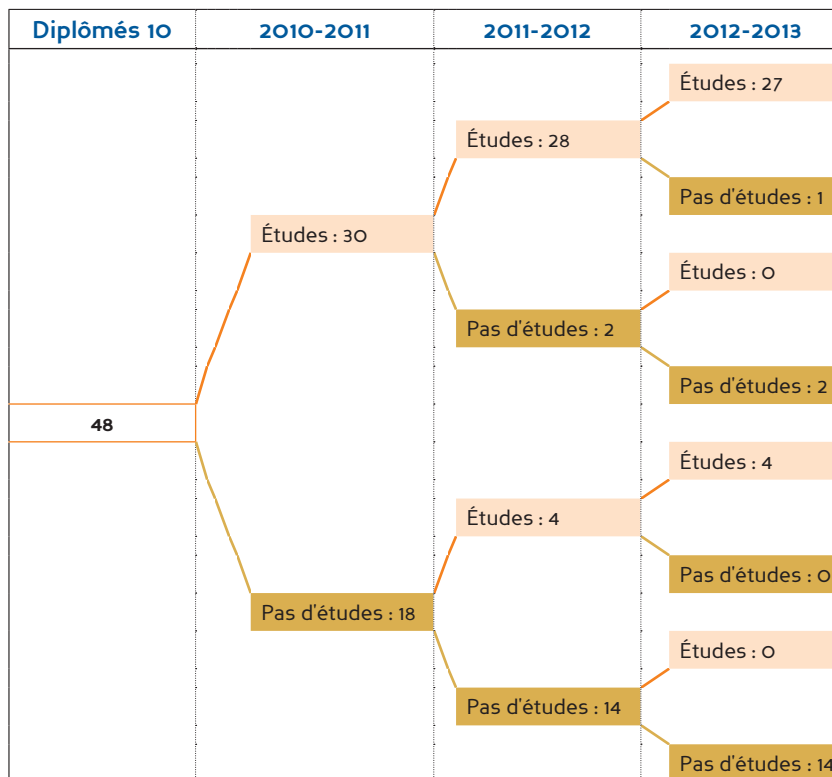 Diplômés 10 2010-2011 2011-2012 2012-2013
Études : 27
Études : 28
Pas d'études : 1
Études : 30
Études : 0
Pas d'études : 2
Pas d'études : 2
48
Études : 4
Études : 4
Pas d'études : 0
Pas d'études : 18
Études : 0
Pas d'études : 14
Pas d'études : 14